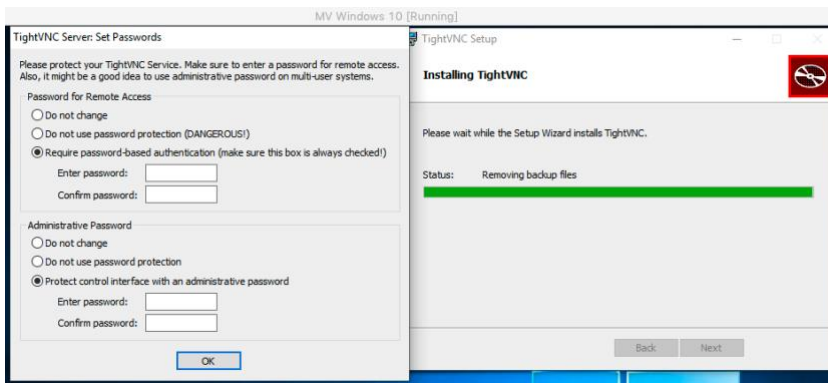 MV Windows 10 [Running]
TightVNC Server: Set Passwords
Please protect your TightVNC Service. Make sure to enter a password for remote access.
Also, it might be a good idea to use administrative password on multi-user systems.
Password for Remote Access
Do not change
Do not use password protection (DANGEROUS!)
Require password-based authentication (make sure this box is always checked!)
Enter password:
Confirm password:
Administrative Password
Do not change
Do not use password protection
Protect control interface with an administrative password
Enter password:
Confirm password:
OK
TightVNC Setup
Installing TightVNC
Please wait while the Setup Wizard installs TightVNC.
Status: Removing backup files
Back Next